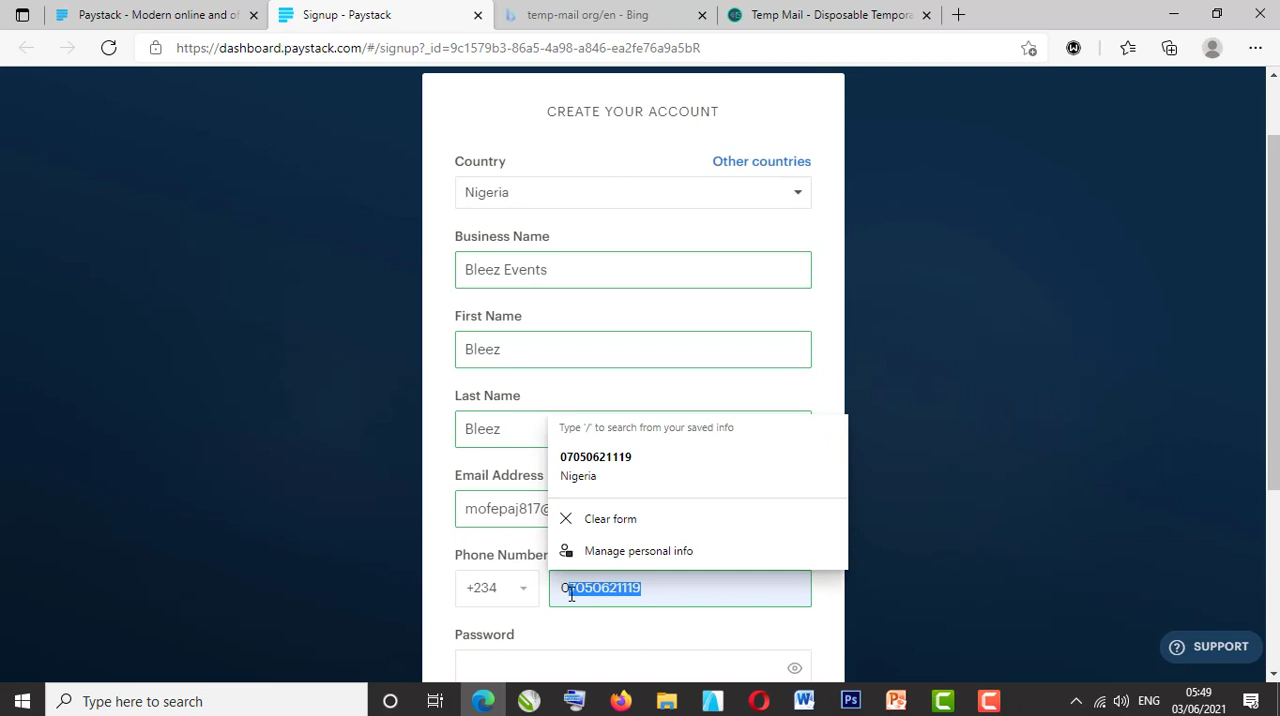 Paystack - Modern online and of
Signup - Paystack
temp-mail org/en - Bing
Temp Mail - Disposable Tempora
https://dashboard.paystack.com/#/signup?_id=9c1579b3-86a5-4a98-a846-ea2fe76a9a5bR
CREATE YOUR ACCOUNT
Country
Other countries
Nigeria
Business Name
Bleez Events
First Name
Bleez
Last Name
Bleez
Type '/' to search from your saved info
07050621119
Nigeria
Clear form
Manage personal info
Email Address
mofepaj817@
Phone Number
+234
07050621119
Password
SUPPORT
Type here to search
ENG
05:49
03/06/2021